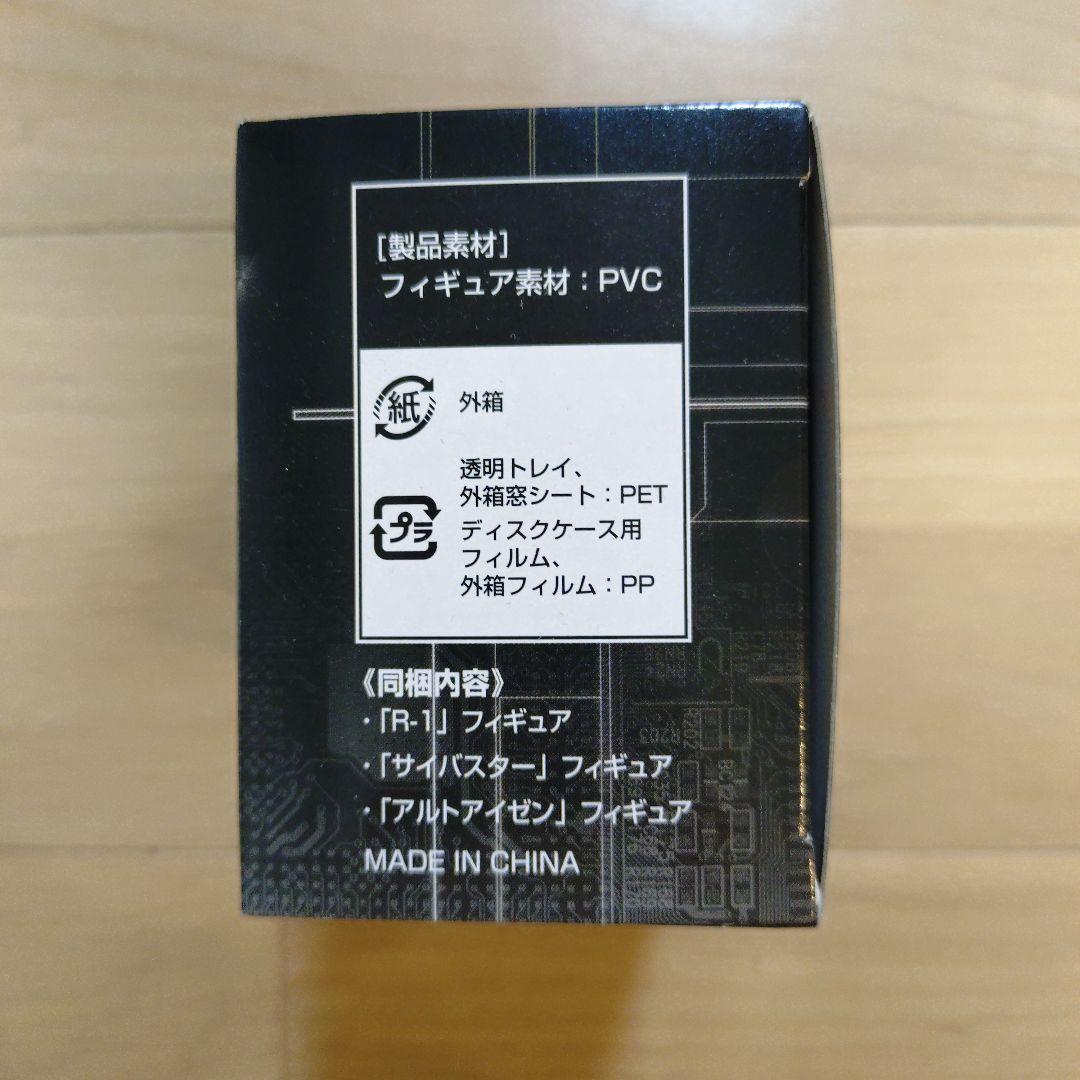 [製品素材]
フィギュア素材：PVC
紙 外箱
透明トレイ、
外箱窓シート：PET
プラ
ディスクケース用
フィルム、
外箱フィルム：PP
《同梱内容》
・「R-1」フィギュア
・「サイバスター」フィギュア
・「アルトアイゼン」フィギュア
MADE IN CHINA